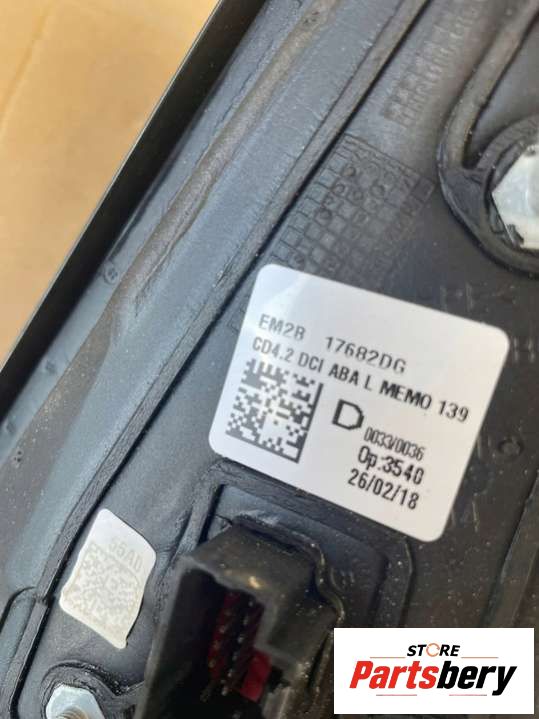 EM2B 17682DG
CD4.2 DCI ABA L MEMO 139
D 0033/0036
Op:3540
26/02/18
55AD
STORE
Partsbery